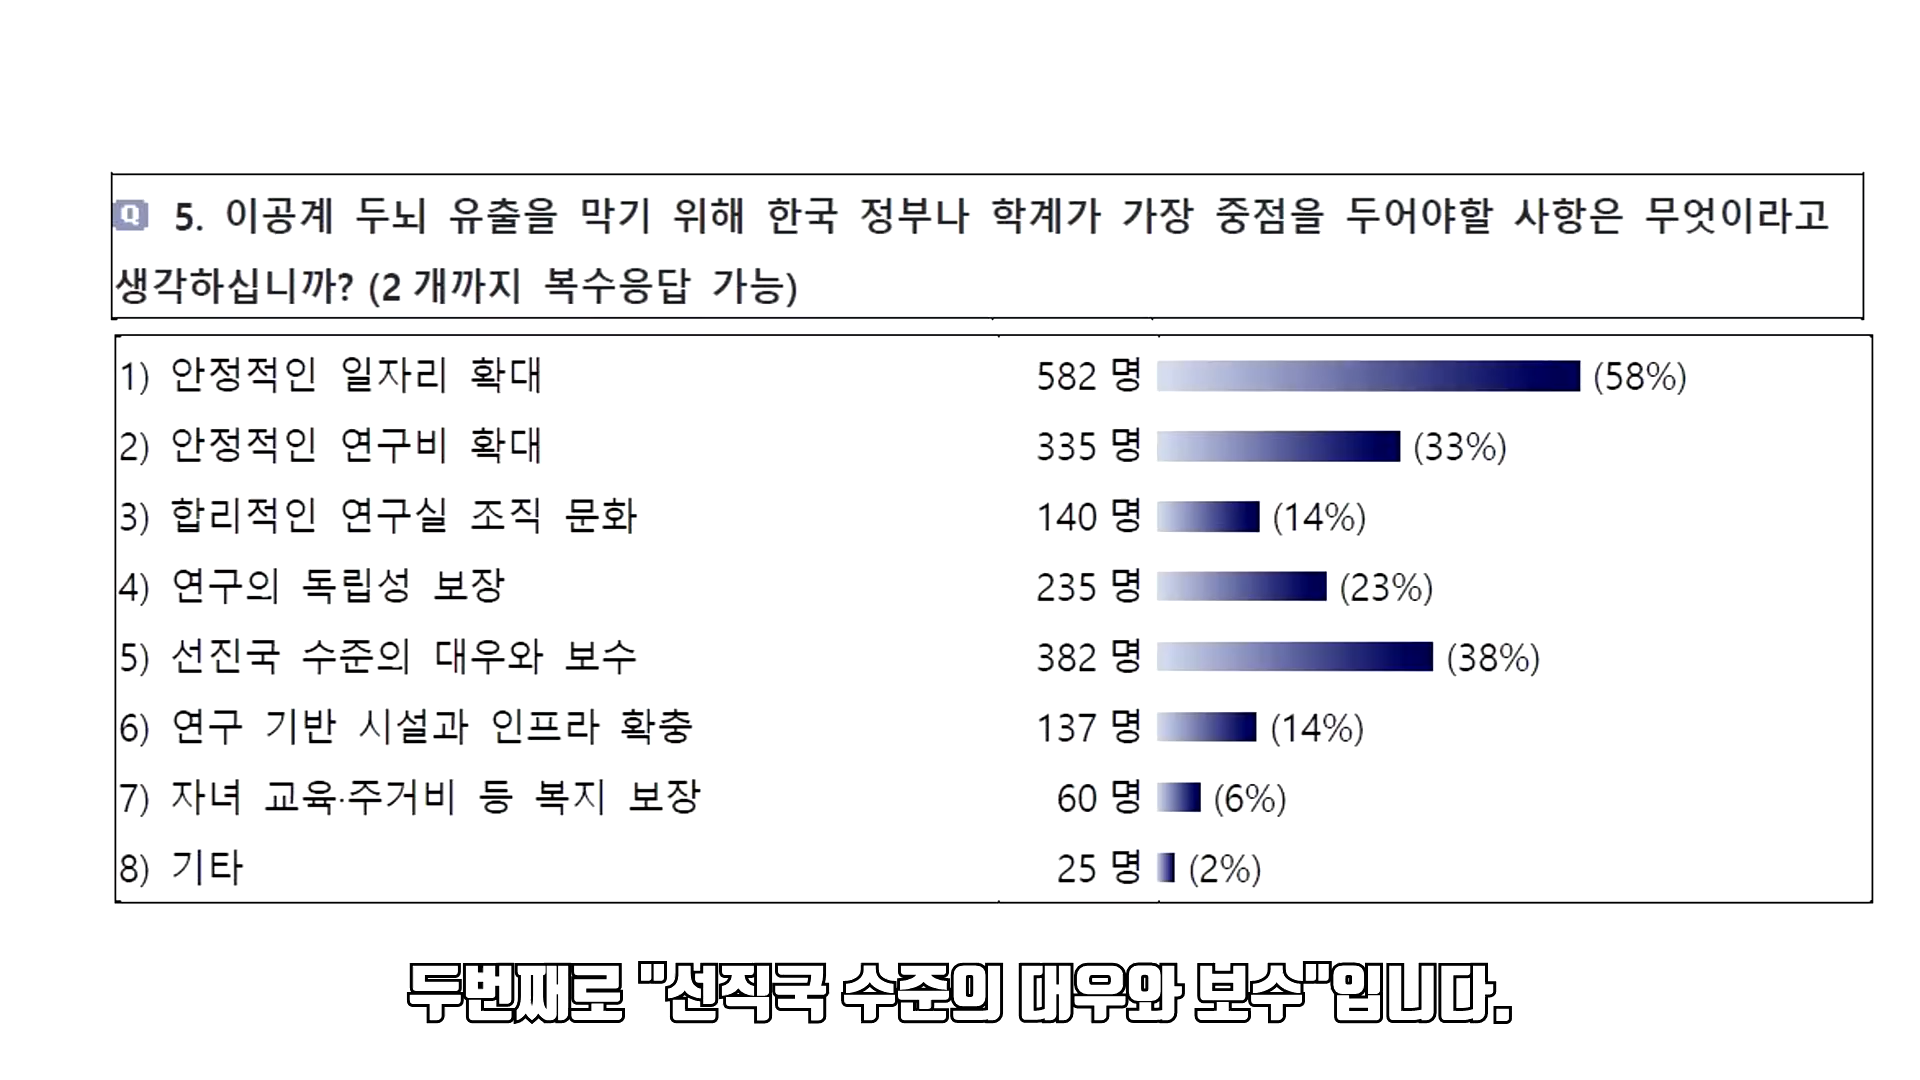 Q 5. 이공계 두뇌 유출을 막기 위해 한국 정부나 학계가 가장 중점을 두어야할 사항은 무엇이라고
생각하십니까? (2 개까지 복수응답 가능)
1) 안정적인 일자리 확대 582 명 (58%)
2) 안정적인 연구비 확대 335 명 (33%)
3) 합리적인 연구실 조직 문화 140 명 (14%)
4) 연구의 독립성 보장 235 명 (23%)
5) 선진국 수준의 대우와 보수 382 명 (38%)
6) 연구 기반 시설과 인프라 확충 137 명 (14%)
7) 자녀 교육·주거비 등 복지 보장 60 명 (6%)
8) 기타 25 명 (2%)
두번째로 "선직국 수준의 대우와 보수"입니다.